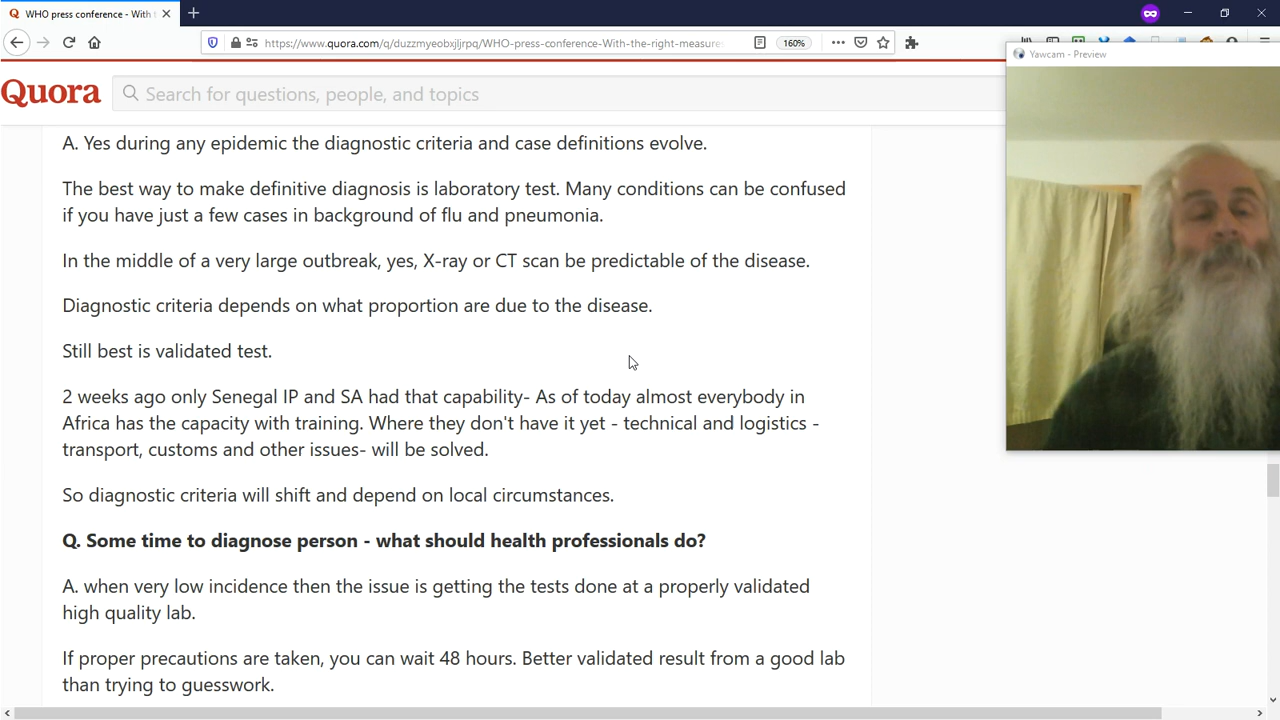 WHO press conference - With t
https://www.quora.com/q/duzzmyeobxjljrpq/WHO-press-conference-With-the-right-measure
160%
Yawcam - Preview
Quora
Search for questions, people, and topics
A. Yes during any epidemic the diagnostic criteria and case definitions evolve.
The best way to make definitive diagnosis is laboratory test. Many conditions can be confused
if you have just a few cases in background of flu and pneumonia.
In the middle of a very large outbreak, yes, X-ray or CT scan be predictable of the disease.
Diagnostic criteria depends on what proportion are due to the disease.
Still best is validated test.
2 weeks ago only Senegal IP and SA had that capability- As of today almost everybody in
Africa has the capacity with training. Where they don't have it yet - technical and logistics -
transport, customs and other issues- will be solved.
So diagnostic criteria will shift and depend on local circumstances.
Q. Some time to diagnose person - what should health professionals do?
A. when very low incidence then the issue is getting the tests done at a properly validated
high quality lab.
If proper precautions are taken, you can wait 48 hours. Better validated result from a good lab
than trying to guesswork.